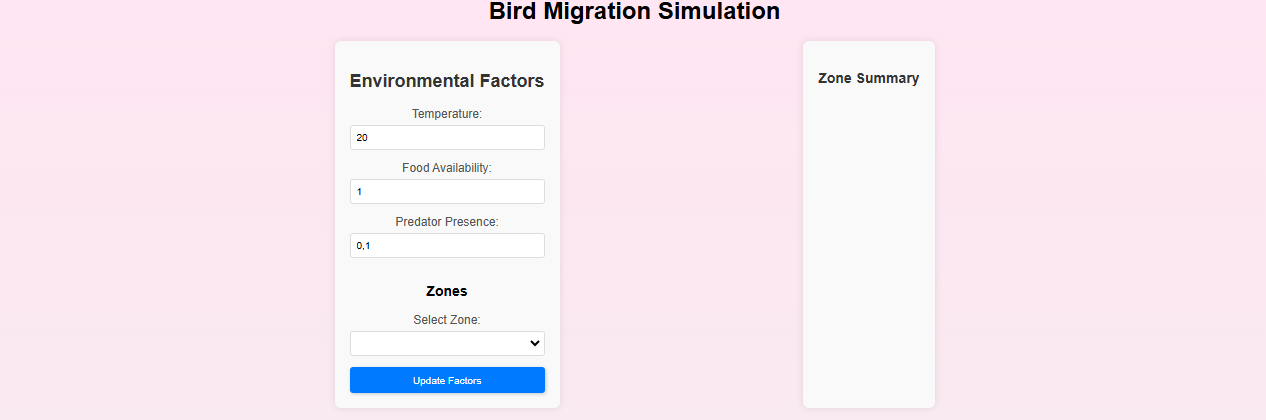 Bird Migration Simulation
Environmental Factors
Temperature:
20
Food Availability:
1
Predator Presence:
0,1
Zones
Select Zone:
Update Factors
Zone Summary